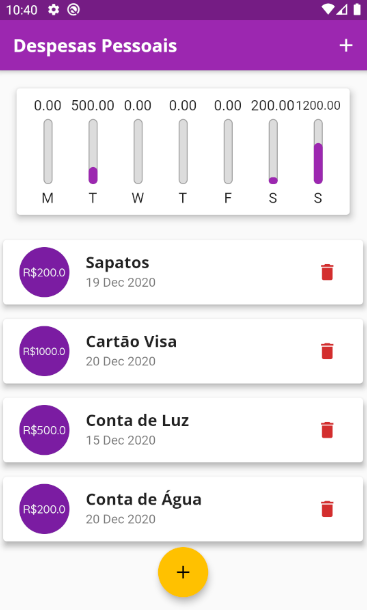 10:40
Despesas Pessoais
0.00 500.00 0.00 0.00 0.00 200.00 1200.00
M T W T F S S
R$200.0
Sapatos
19 Dec 2020
R$1000.0
Cartão Visa
20 Dec 2020
R$500.0
Conta de Luz
15 Dec 2020
R$200.0
Conta de Água
20 Dec 2020